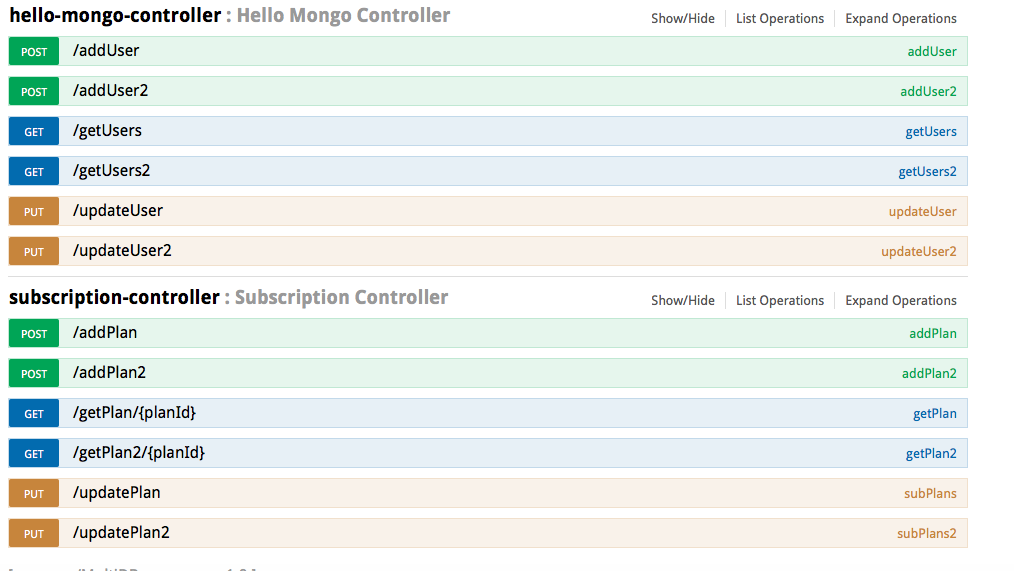 hello-mongo-controller : Hello Mongo Controller Show/Hide List Operations Expand Operations
POST /addUser addUser
POST /addUser2 addUser2
GET /getUsers getUsers
GET /getUsers2 getUsers2
PUT /updateUser updateUser
PUT /updateUser2 updateUser2
subscription-controller : Subscription Controller Show/Hide List Operations Expand Operations
POST /addPlan addPlan
POST /addPlan2 addPlan2
GET /getPlan/{planId} getPlan
GET /getPlan2/{planId} getPlan2
PUT /updatePlan subPlans
PUT /updatePlan2 subPlans2